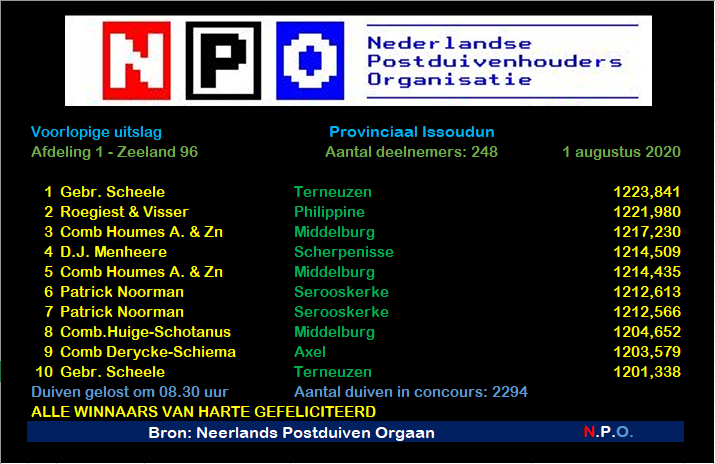 NPO
Nederlandse
Postduivenhouders
Organisatie
Voorlopige uitslag Provinciaal Issoudun
Afdeling 1 - Zeeland 96 Aantal deelnemers: 248 1 augustus 2020
1 Gebr. Scheele Terneuzen 1223,841
2 Roegiest & Visser Philippine 1221,980
3 Comb Houmes A. & Zn Middelburg 1217,230
4 D.J. Menheere Scherpenisse 1214,509
5 Comb Houmes A. & Zn Middelburg 1214,435
6 Patrick Noorman Serooskerke 1212,613
7 Patrick Noorman Serooskerke 1212,566
8 Comb.Huige-Schotanus Middelburg 1204,652
9 Comb Derycke-Schiema Axel 1203,579
10 Gebr. Scheele Terneuzen 1201,338
Duiven gelost om 08.30 uur Aantal duiven in concours: 2294
ALLE WINNAARS VAN HARTE GEFELICITEERD
Bron: Neerlands Postduiven Orgaan N.P.O.